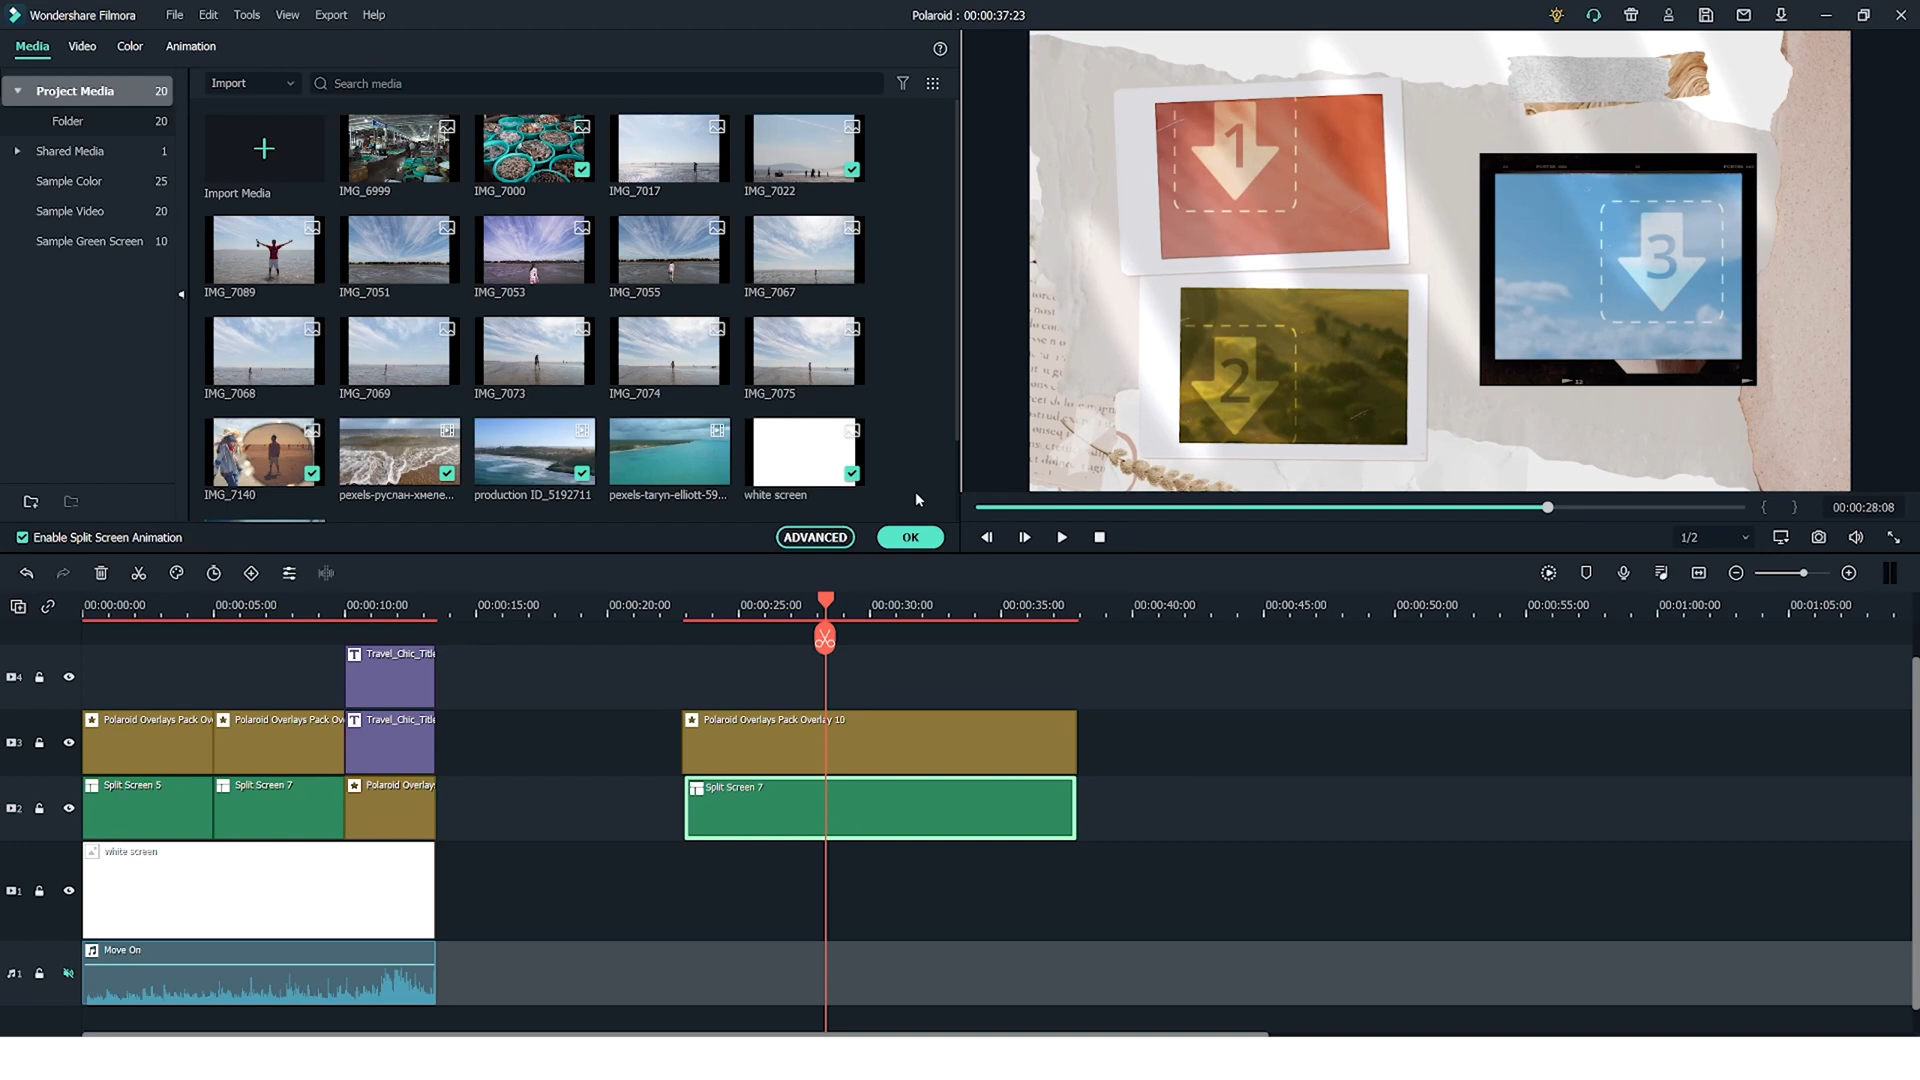 Wondershare Filmora
File Edit Tools View Export Help
Polaroid : 00:00:37:23
Media Video Color Animation
Project Media 20
Folder 20
Shared Media 1
Sample Color 25
Sample Video 20
Sample Green Screen 10
Import
Search media
Import Media
IMG_6999
IMG_7000
IMG_7017
IMG_7022
IMG_7089
IMG_7051
IMG_7053
IMG_7055
IMG_7067
IMG_7068
IMG_7069
IMG_7073
IMG_7074
IMG_7075
IMG_7140
pexels-руслан-хмеле...
production ID_5192711
pexels-taryn-elliott-59...
white screen
Enable Split Screen Animation
ADVANCED
OK
1
2
3
12
00:00:28:08
1/2
00:00:00:00 00:00:05:00 00:00:10:00 00:00:15:00 00:00:20:00 00:00:25:00 00:00:30:00 00:00:35:00 00:00:40:00 00:00:45:00 00:00:50:00 00:00:55:00 00:01:00:00 00:01:05:00
4
Travel_Chic_Title
3
Polaroid Overlays Pack Ov
Polaroid Overlays Pack Ov
Travel_Chic_Title
Polaroid Overlays Pack Overlay 10
2
Split Screen 5
Split Screen 7
Polaroid Overlay
Split Screen 7
1
white screen
1
Move On